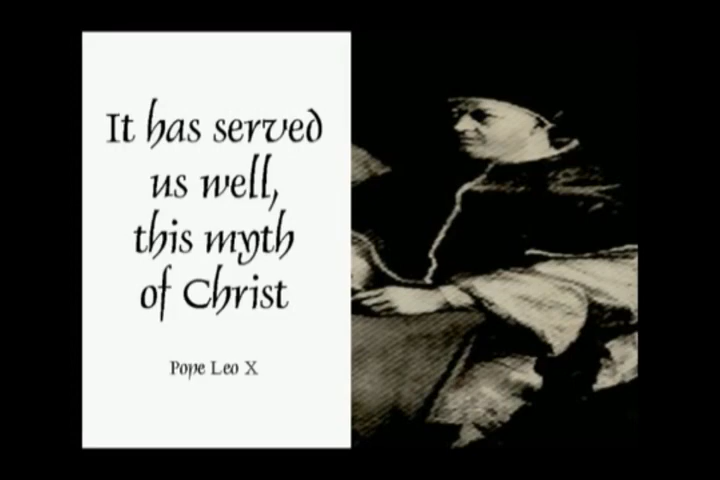 It has served
us well,
this myth
of Christ
Pope Leo X